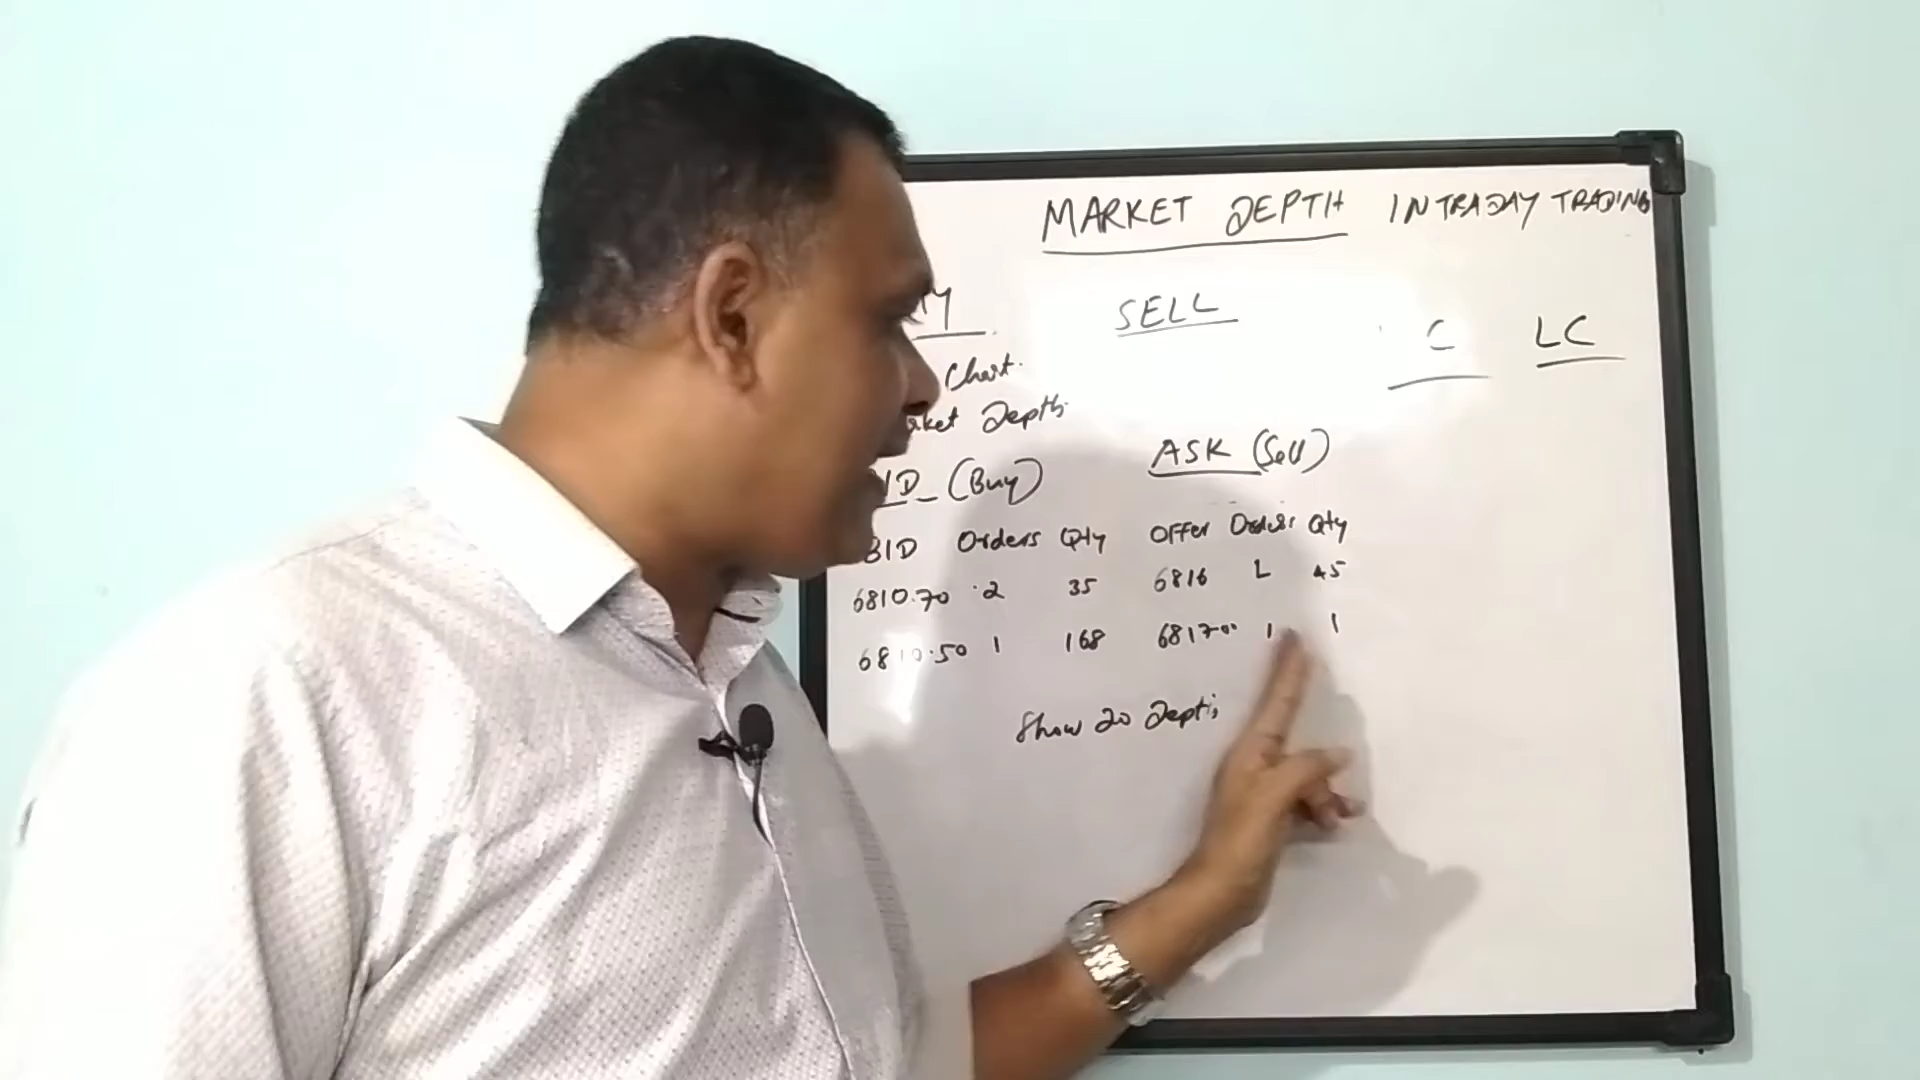 MARKET DEPTH INTRADAY TRADING
SELL
C LC
Chart.
Depth
ASK (Sell)
(Buy)
BID Orders Qty Offer Orders Qty
6810.70 2 35 6816 2 45
6810.50 1 168 6817.00 1 1
Show 20 Depth